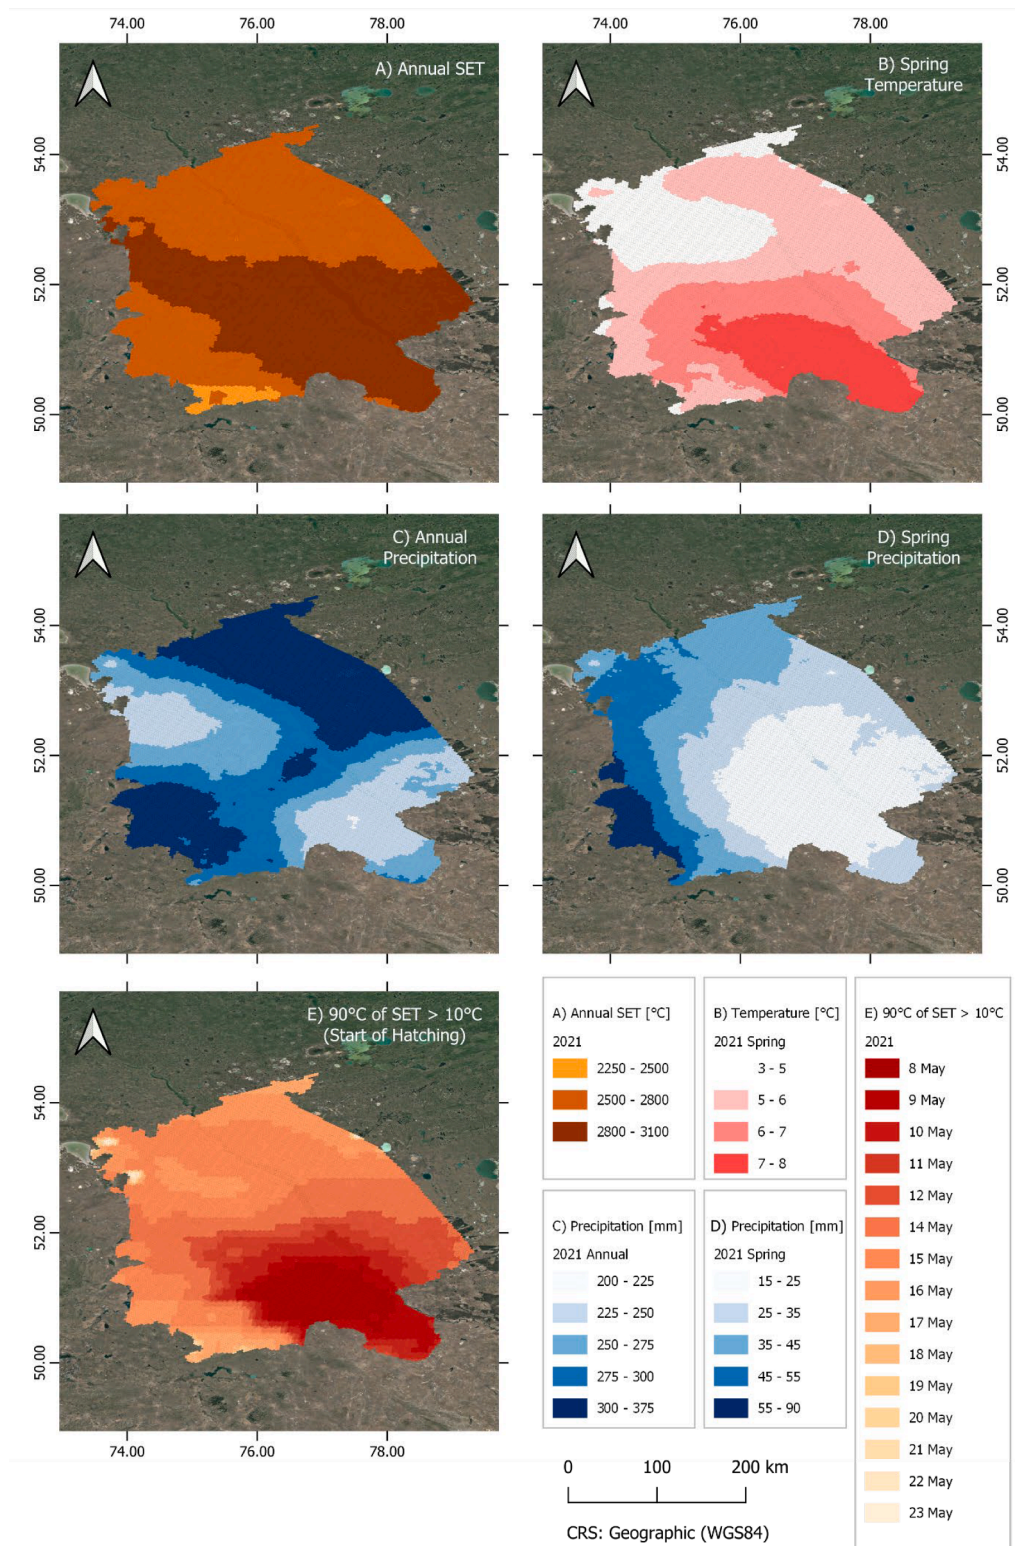 74.00 76.00 78.00 74.00 76.00 78.00
A) Annual SET
B) Spring
Temperature
54.00
52.00
50.00
54.00
52.00
50.00
C) Annual
Precipitation
D) Spring
Precipitation
54.00
52.00
50.00
54.00
52.00
50.00
E) 90°C of SET > 10°C
(Start of Hatching)
54.00
52.00
50.00
74.00 76.00 78.00
A) Annual SET [°C]
2021
2250 - 2500
2500 - 2800
2800 - 3100
B) Temperature [°C]
2021 Spring
3 - 5
5 - 6
6 - 7
7 - 8
C) Precipitation [mm]
2021 Annual
200 - 225
225 - 250
250 - 275
275 - 300
300 - 375
D) Precipitation [mm]
2021 Spring
15 - 25
25 - 35
35 - 45
45 - 55
55 - 90
E) 90°C of SET > 10°C
2021
8 May
9 May
10 May
11 May
12 May
14 May
15 May
16 May
17 May
18 May
19 May
20 May
21 May
22 May
23 May
0 100 200 km
CRS: Geographic (WGS84)